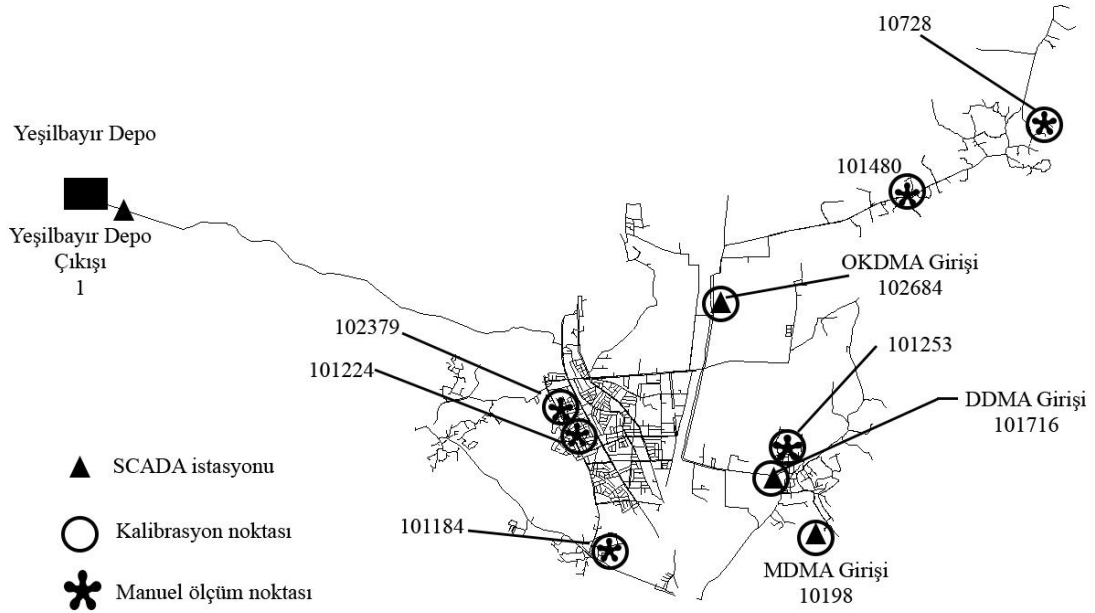 10728
Yeşilbayır Depo
101480
Yeşilbayır Depo
Çıkışı
1
OKDMA Girişi
102684
102379
101224
101253
DDMA Girişi
101716
SCADA istasyonu
Kalibrasyon noktası
101184
MDMA Girişi
10198
Manuel ölçüm noktası